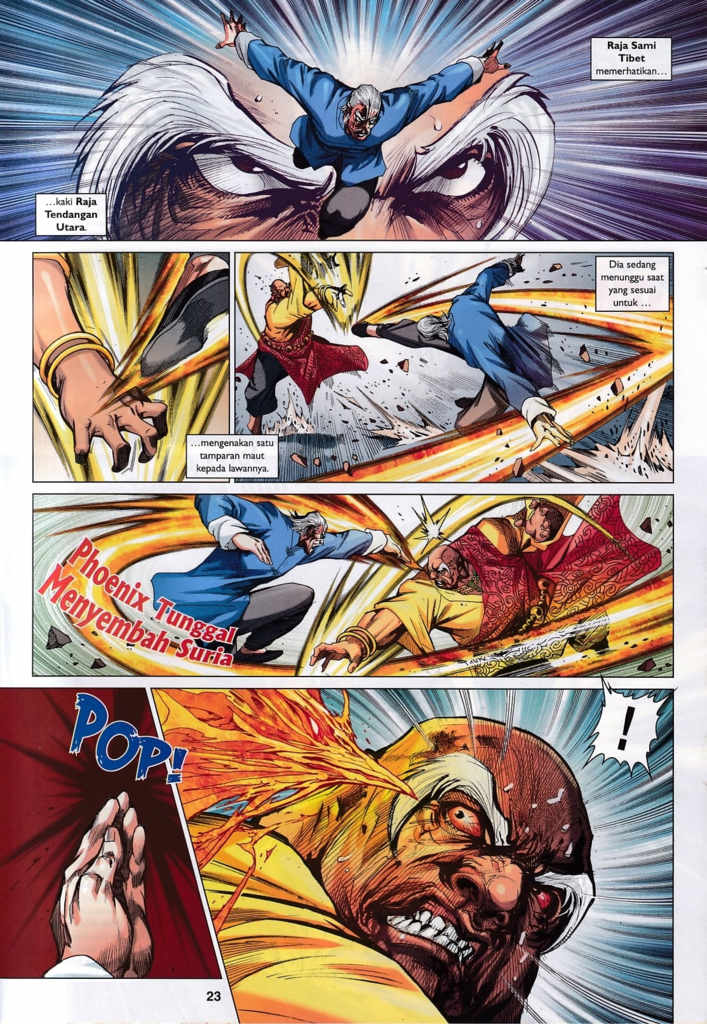 Raja Sami
Tibet
memerhatikan...
...kaki Raja
Tendangan
Utara.
Dia sedang
menunggu saat
yang sesuai
untuk ...
...mengenakan satu
tamparan maut
kepada lawannya.
Phoenix Tunggal
Menyembah Suria
POP!
!
23